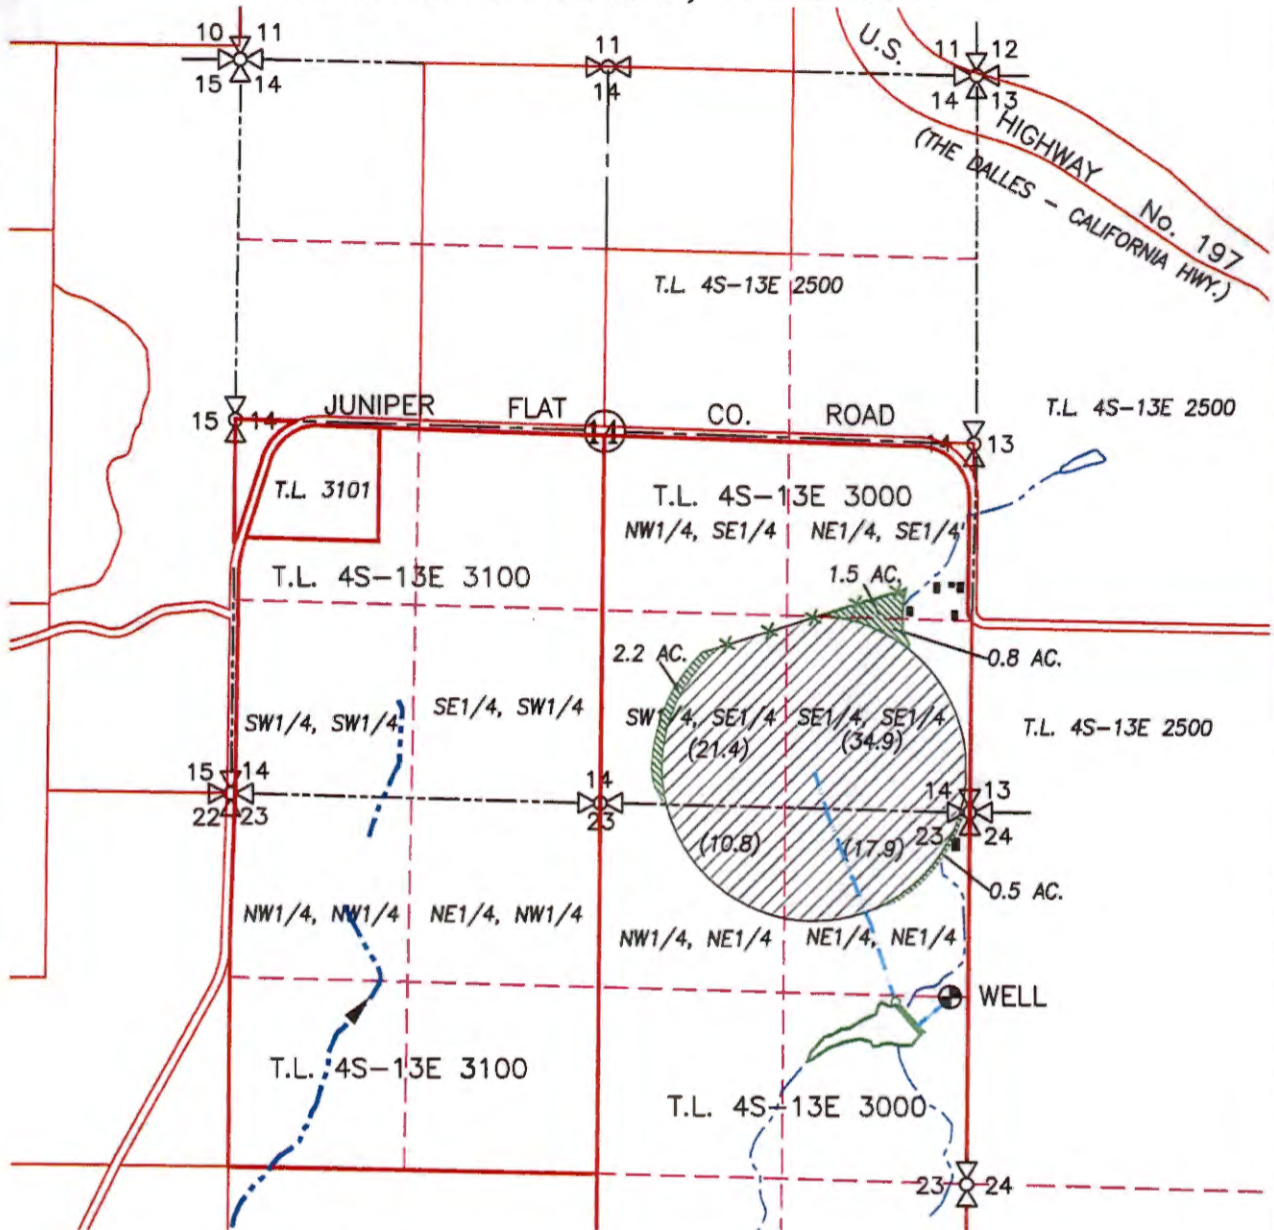 10 11
15 14
11
14
11 12
14 13
U.S.
HIGHWAY
No. 197
(THE DALLES - CALIFORNIA HWY.)
T.L. 4S-13E 2500
15 14
JUNIPER FLAT CO. ROAD
14
14 13
T.L. 4S-13E 2500
T.L. 3101
T.L. 4S-13E 3000
NW1/4, SE1/4 NE1/4, SE1/4
T.L. 4S-13E 3100
1.5 AC.
2.2 AC.
0.8 AC.
SW1/4, SW1/4
SE1/4, SW1/4
SW1/4, SE1/4
(21.4)
SE1/4, SE1/4
(34.9)
T.L. 4S-13E 2500
15 14
22 23
14
23
14 13
23 24
(10.8)
(17.9)
0.5 AC.
NW1/4, NW1/4
NE1/4, NW1/4
NW1/4, NE1/4
NE1/4, NE1/4
WELL
T.L. 4S-13E 3100
T.L. 4S-13E 3000
23 24